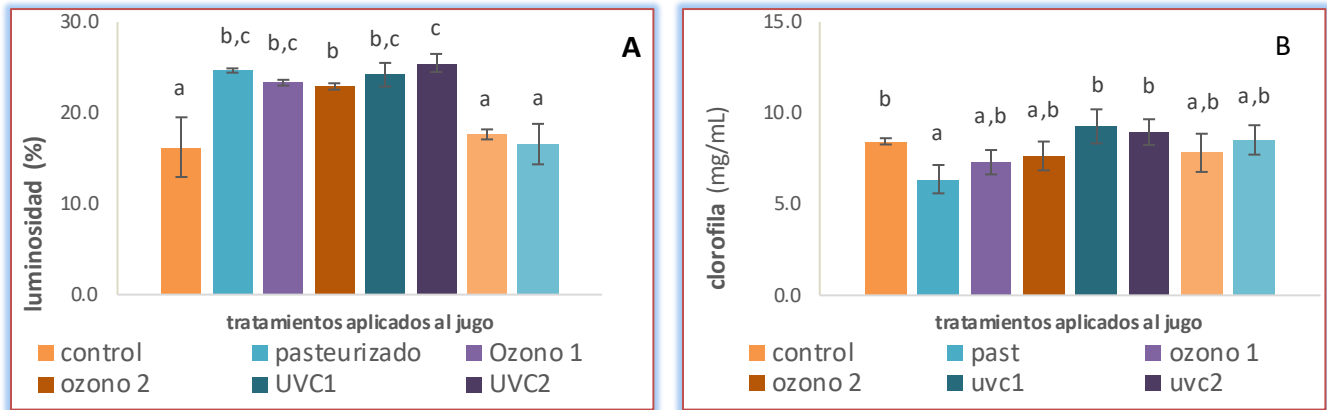 30.0
20.0
10.0
0.0
luminosidad (%)
a
b,c
b,c
b
b,c
c
a
a
A
tratamientos aplicados al jugo
control
pasteurizado
Ozono 1
ozono 2
UVC1
UVC2
15.0
10.0
5.0
0.0
clorofila (mg/mL)
b
a
a,b
a,b
b
b
a,b
a,b
B
tratamientos aplicados al jugo
control
past
ozono 1
ozono 2
uvc1
uvc2